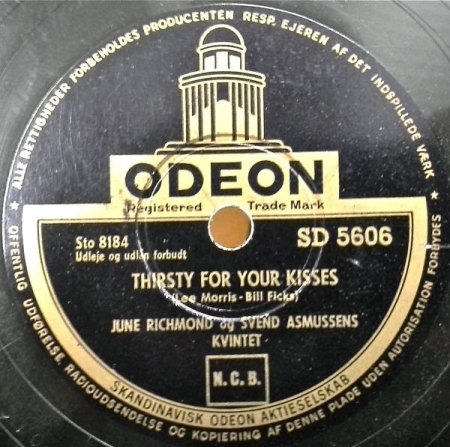 ALLE RETTIGHEDER FORBEHOLDES PRODUCENTEN RESP. EJEREN AF DET INDSPILLEDE VÆRK
ODEON
Registered Trade Mark
Sto 8184
Udleje og udlån forbudt
SD 5606
THIRSTY FOR YOUR KISSES
(Lee Morris - Bill Ficks)
JUNE RICHMOND og SVEND ASMUSSENS
KVINTET
N.C.B.
SKANDINAVISK ODEON AKTIESELSKAB
OFFENTLIG UDFØRELSE, RADIOUDSENDELSE OG KOPIERING AF DENNE PLADE UDEN AUTORISATION FORBYDES